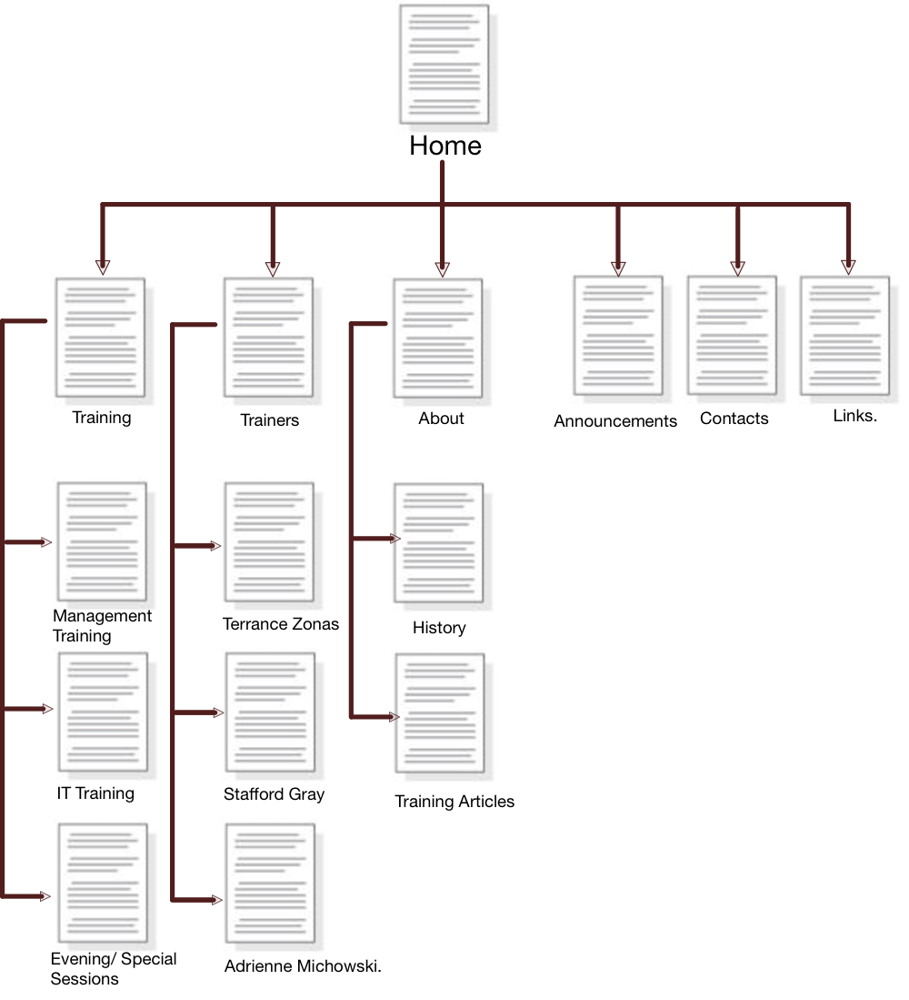 Home
Training
Trainers
About
Announcements
Contacts
Links.
Management
Training
Terrance Zonas
History
IT Training
Stafford Gray
Training Articles
Evening/ Special
Sessions
Adrienne Michowski.